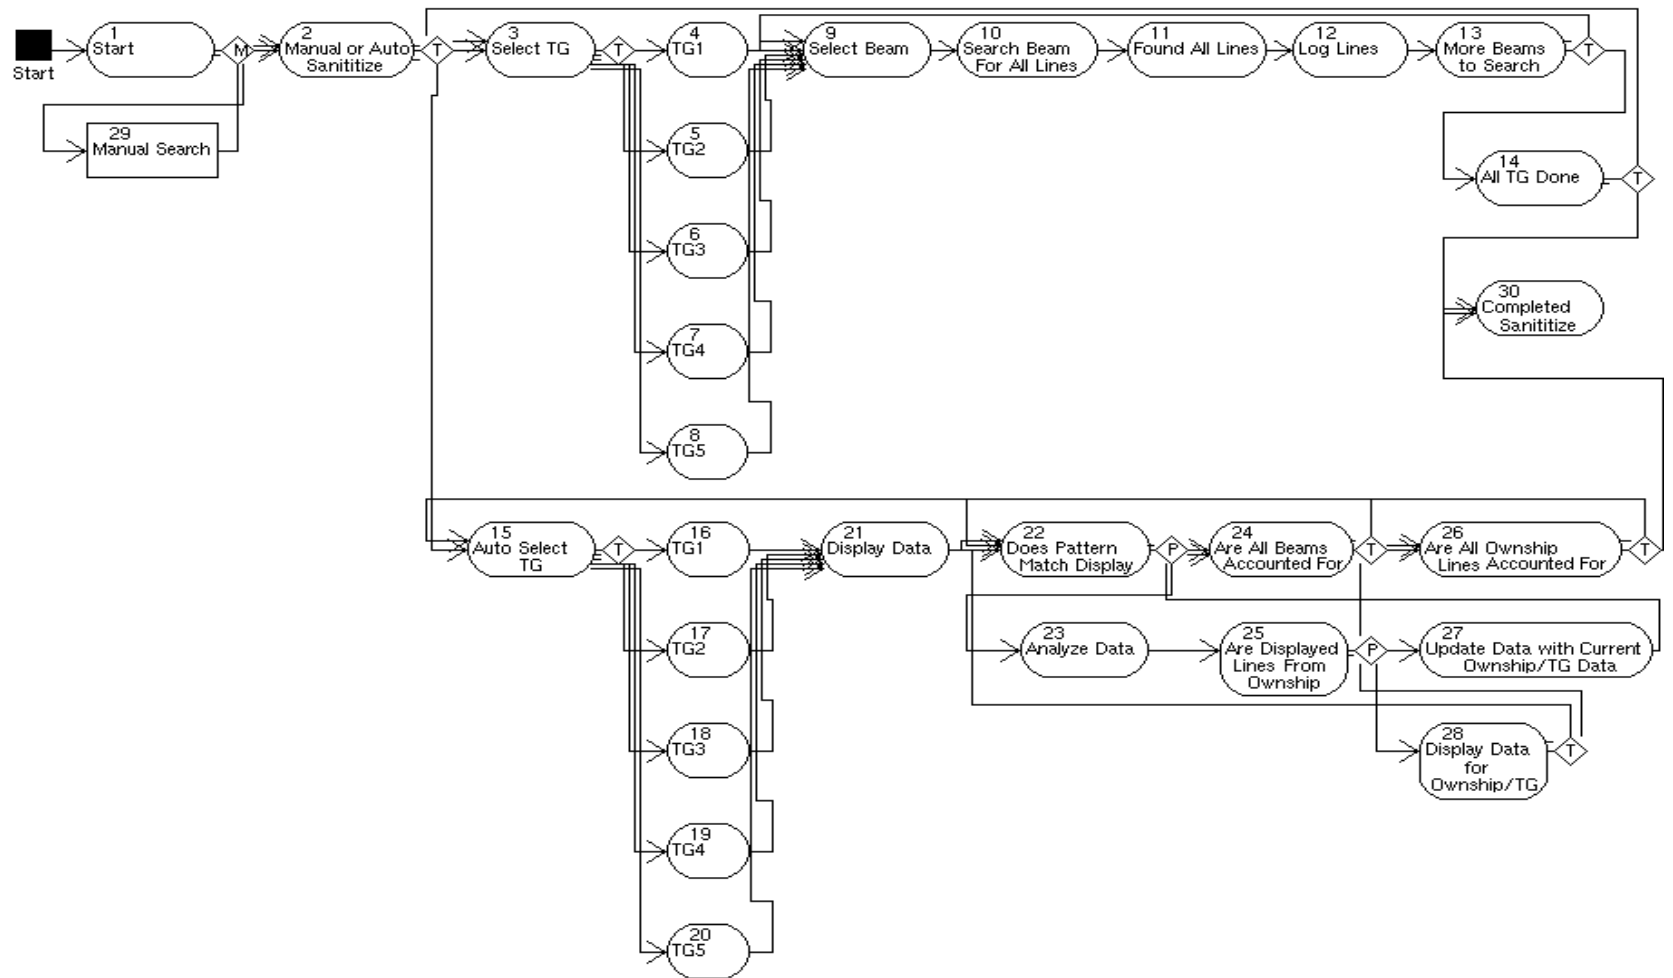 Start
1
Start
M
2
Manual or Auto
Sanititize
T
3
Select TG
T
4
TG1
9
Select Beam
10
Search Beam
For All Lines
11
Found All Lines
12
Log Lines
13
More Beams
to Search
T
29
Manual Search
5
TG2
14
All TG Done
T
6
TG3
30
Completed
Sanititize
7
TG4
8
TG5
15
Auto Select
TG
T
16
TG1
21
Display Data
22
Does Pattern
Match Display
P
24
Are All Beams
Accounted For
T
26
Are All Ownship
Lines Accounted For
T
17
TG2
23
Analyze Data
25
Are Displayed
Lines From
Ownship
P
27
Update Data with Current
Ownship/TG Data
18
TG3
28
Display Data
for
Ownship/TG
T
19
TG4
20
TG5